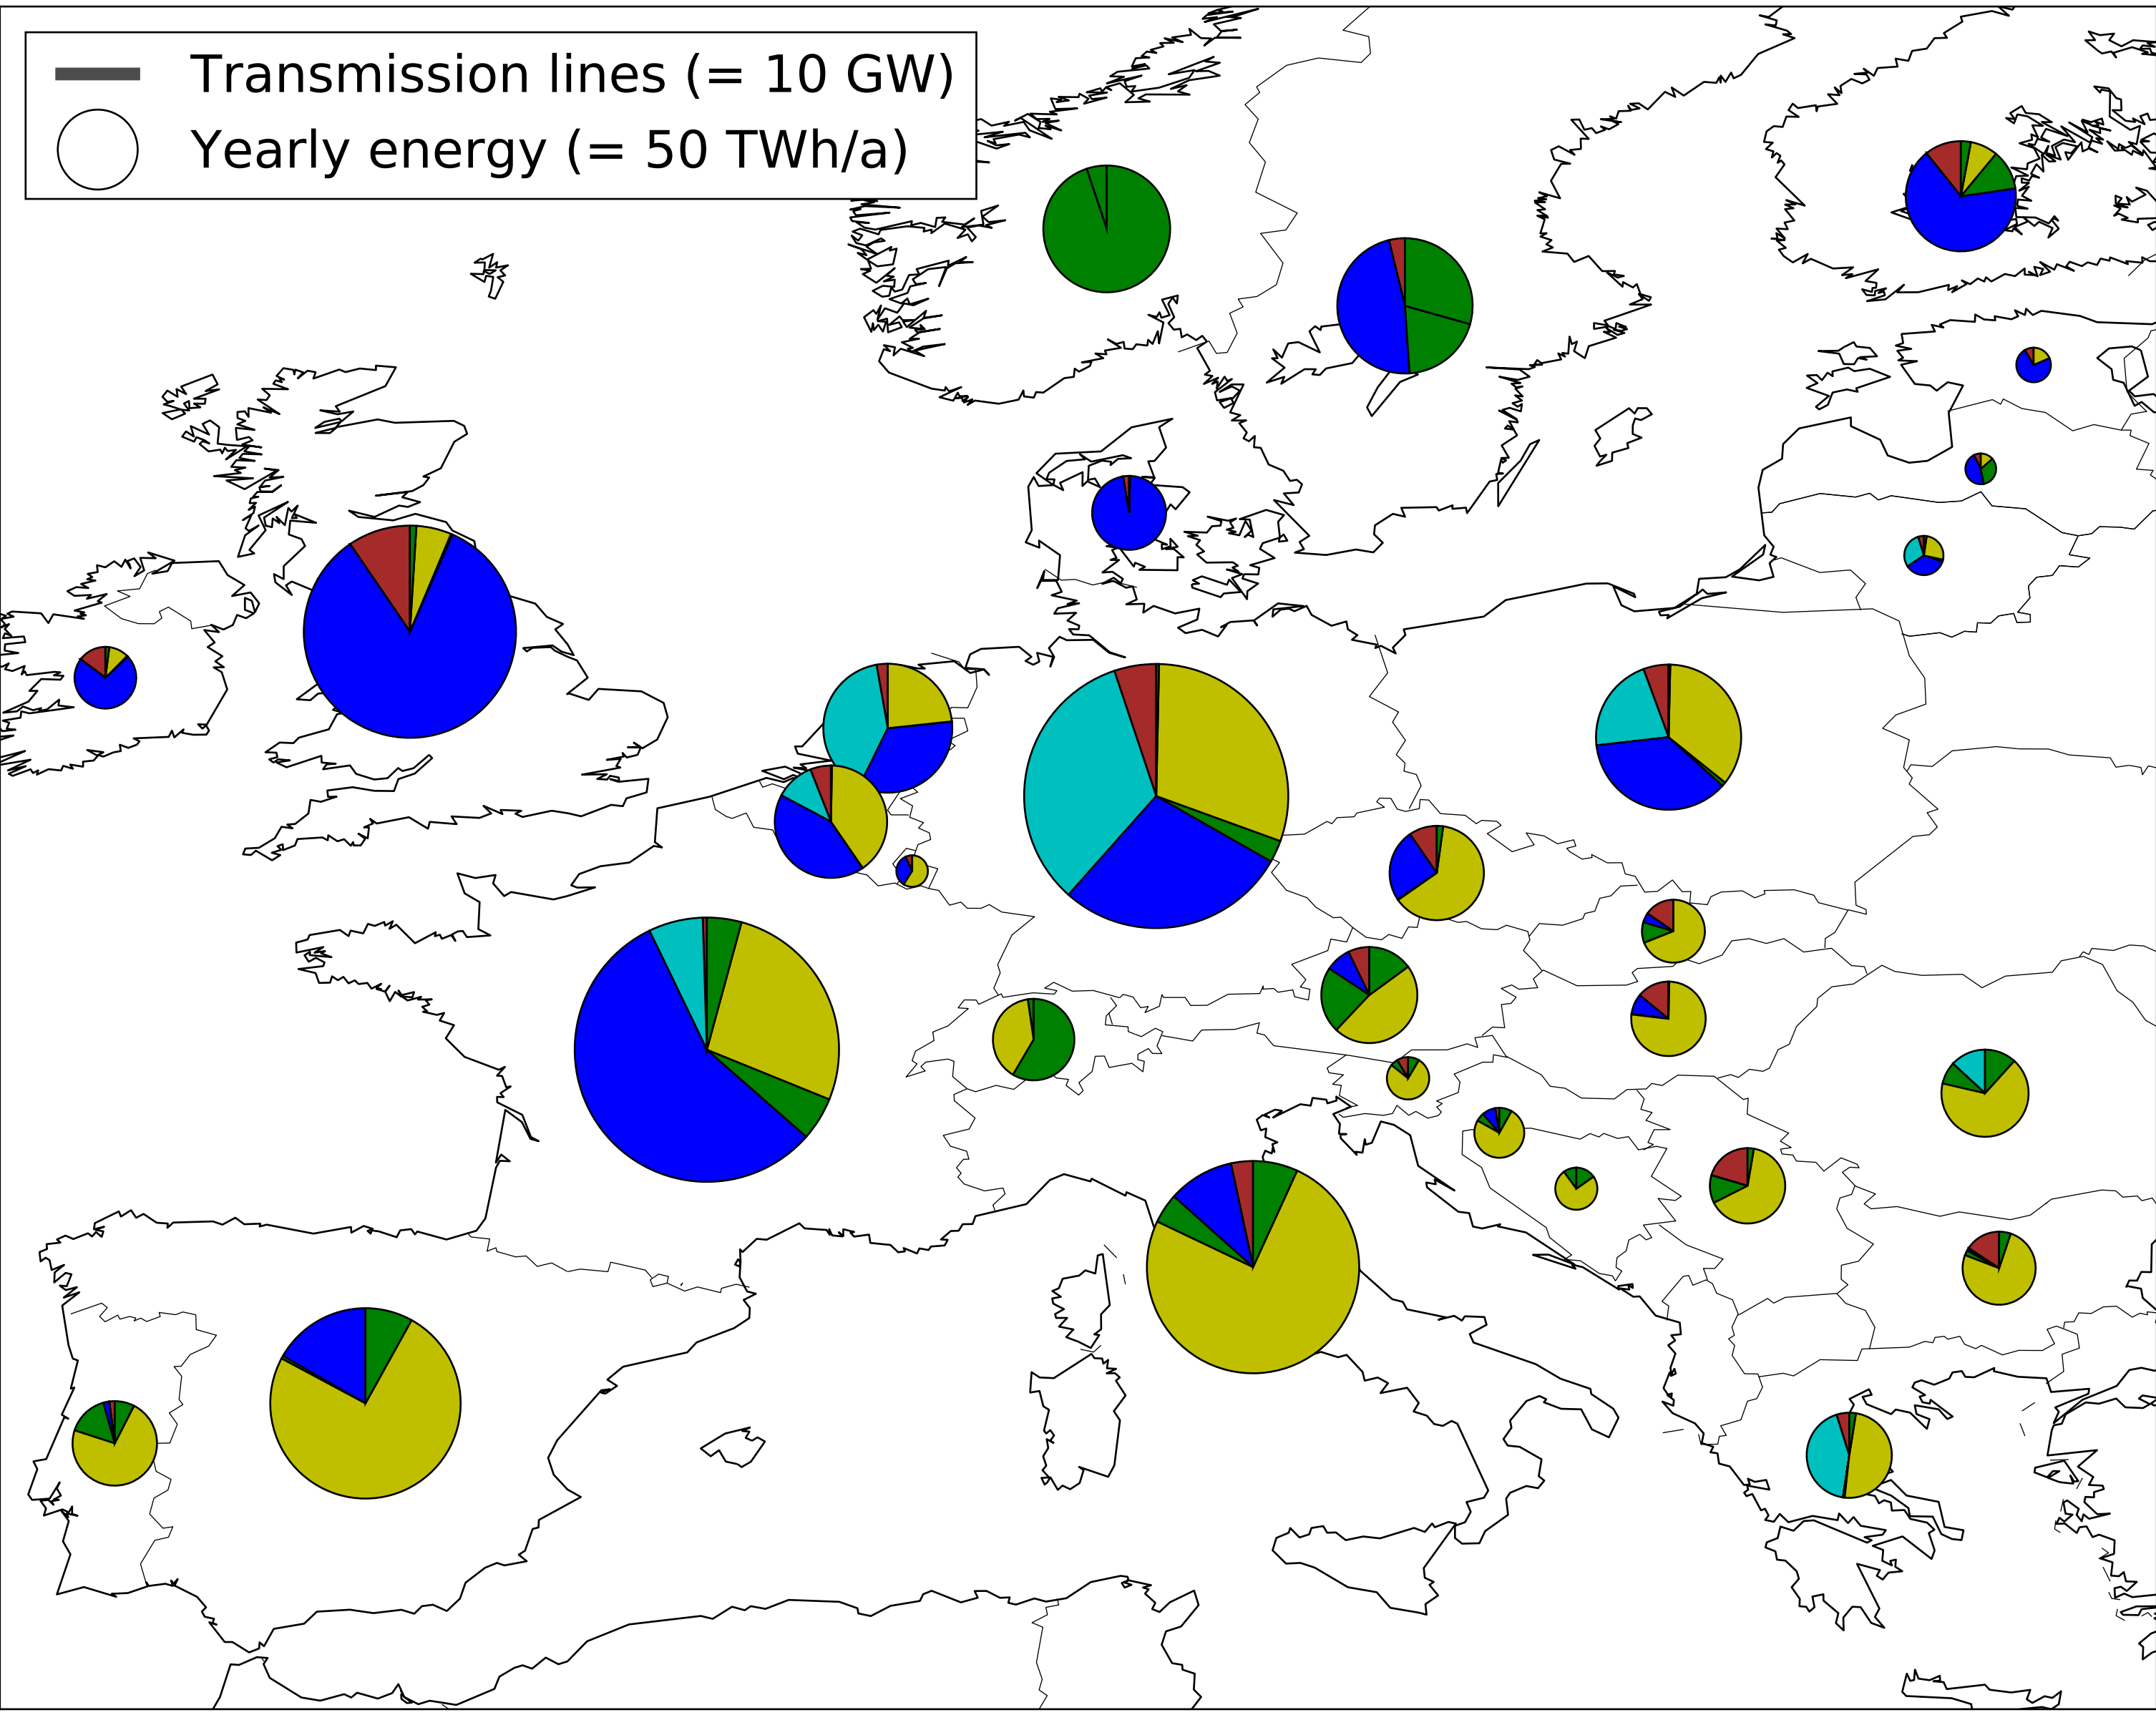 Transmission lines (= 10 GW)
Yearly energy (= 50 TWh/a)